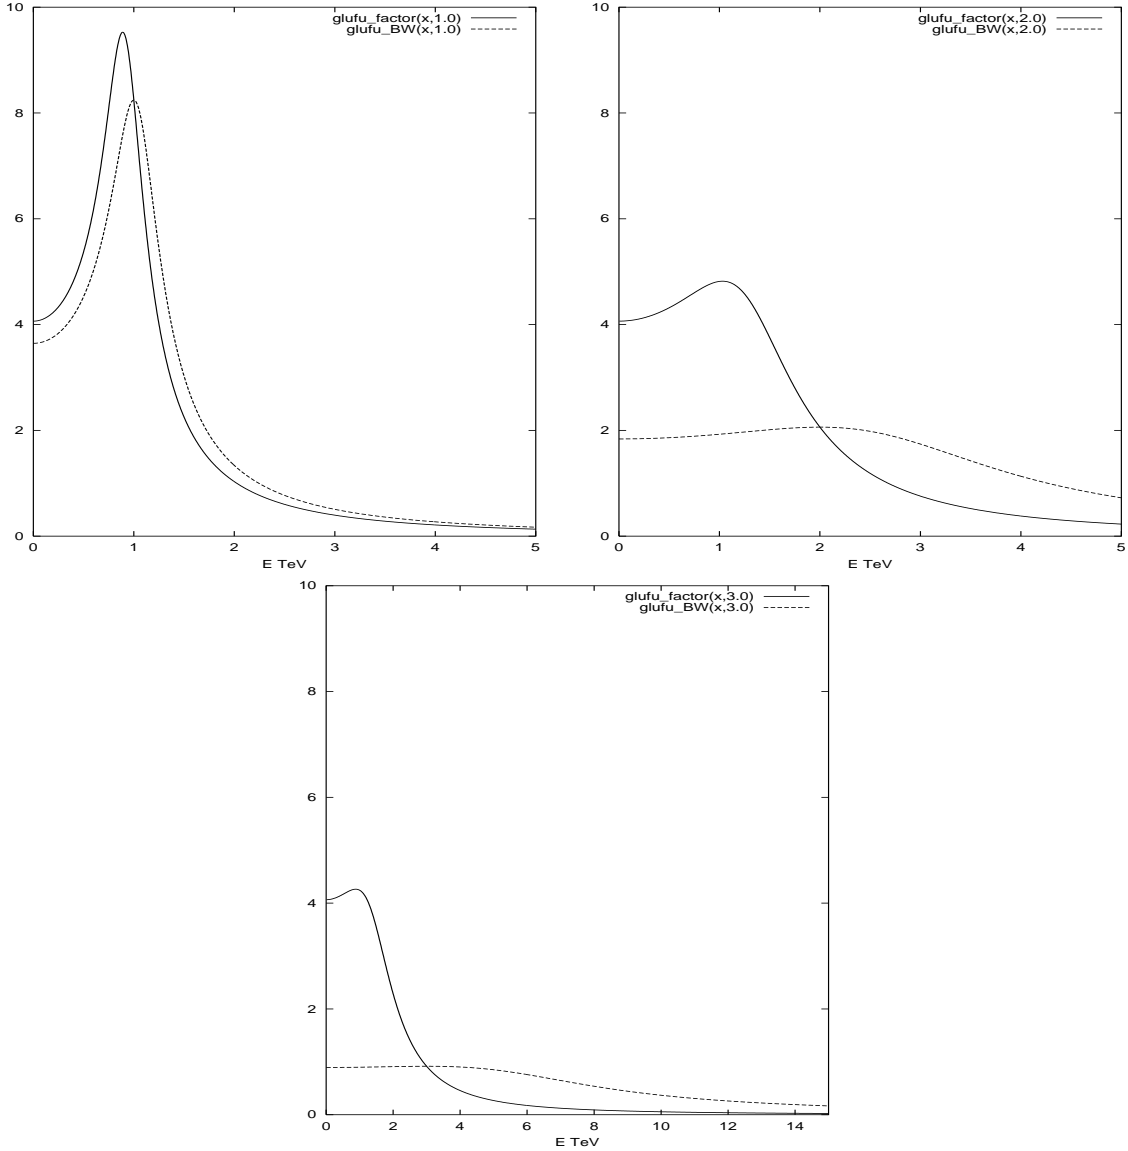 10
8
6
4
2
0
glufu_factor(x,1.0)
glufu_BW(x,1.0)
0 1 2 3 4 5
E TeV
10
8
6
4
2
0
glufu_factor(x,2.0)
glufu_BW(x,2.0)
0 1 2 3 4 5
E TeV
10
8
6
4
2
0
glufu_factor(x,3.0)
glufu_BW(x,3.0)
0 2 4 6 8 10 12 14
E TeV